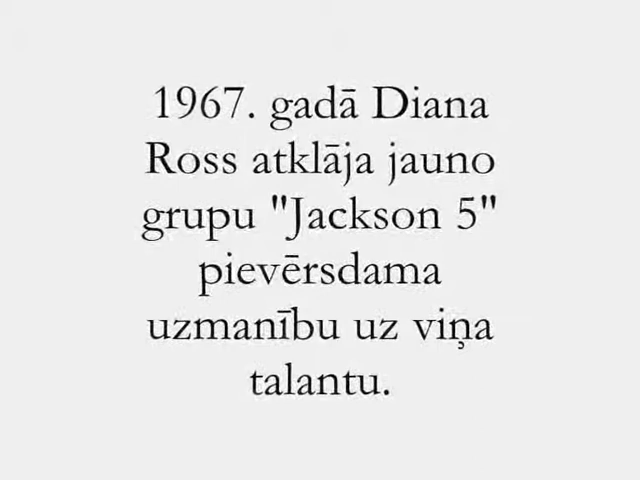 1967. gadā Diana
Ross atklāja jauno
grupu "Jackson 5"
pievērsdama
uzmanību uz viņa
talantu.